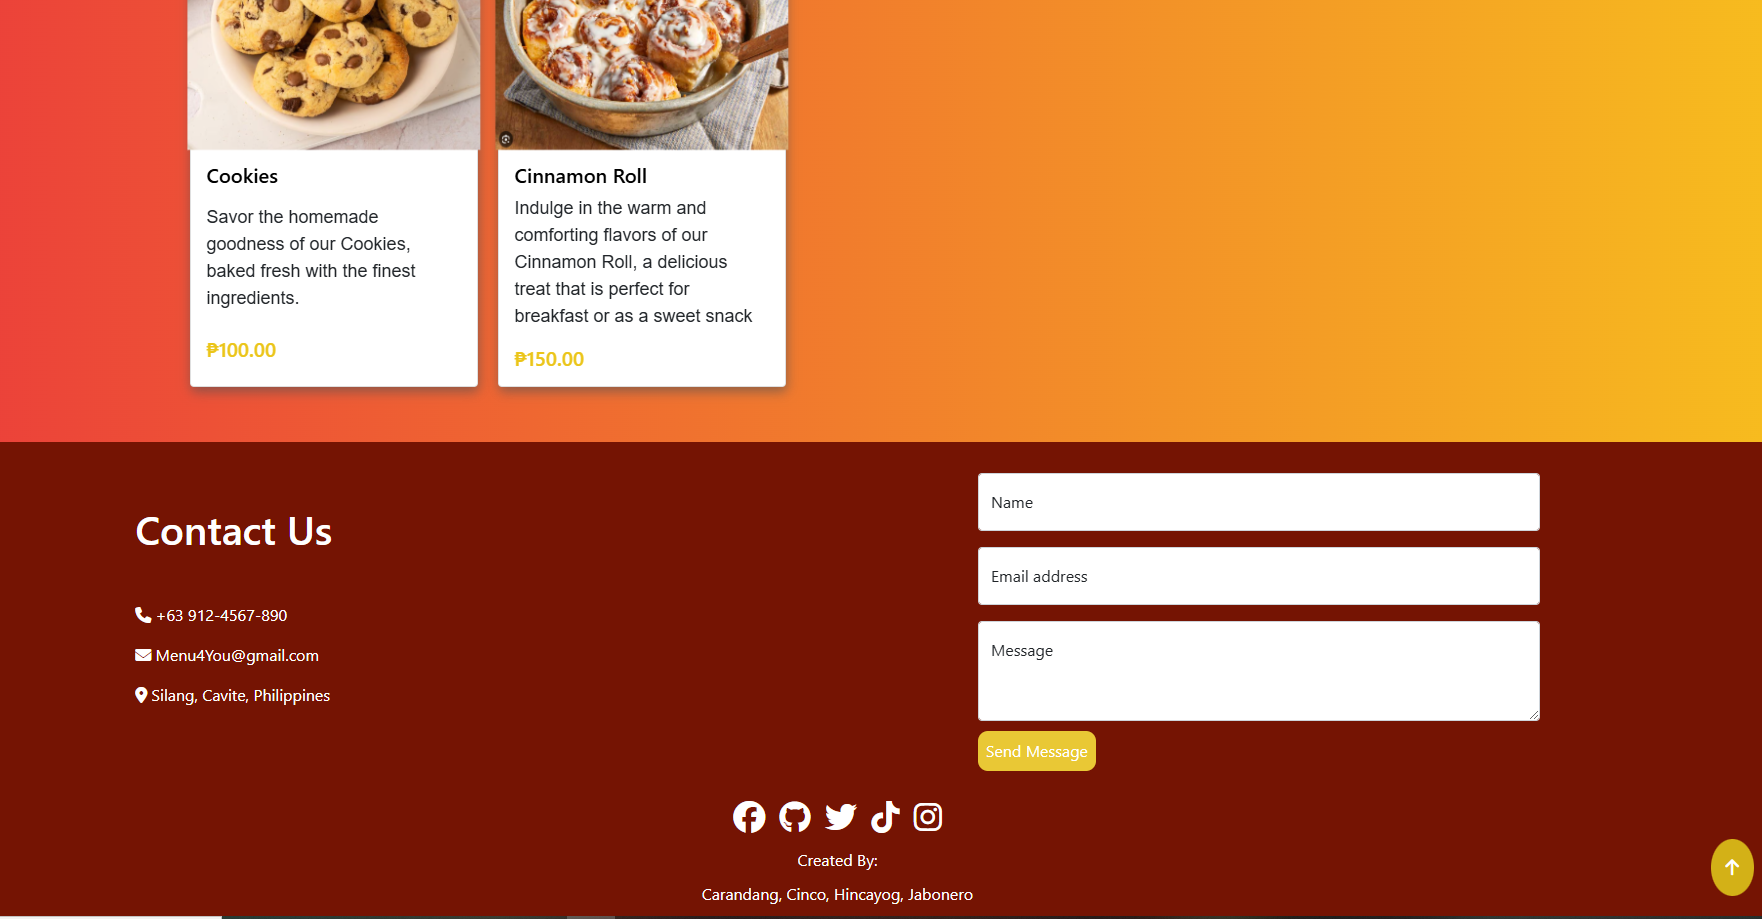 Cookies
Savor the homemade
goodness of our Cookies,
baked fresh with the finest
ingredients.
₱100.00
Cinnamon Roll
Indulge in the warm and
comforting flavors of our
Cinnamon Roll, a delicious
treat that is perfect for
breakfast or as a sweet snack
₱150.00
Contact Us
+63 912-4567-890
Menu4You@gmail.com
Silang, Cavite, Philippines
Name
Email address
Message
Send Message
Created By:
Carandang, Cinco, Hincayog, Jabonero